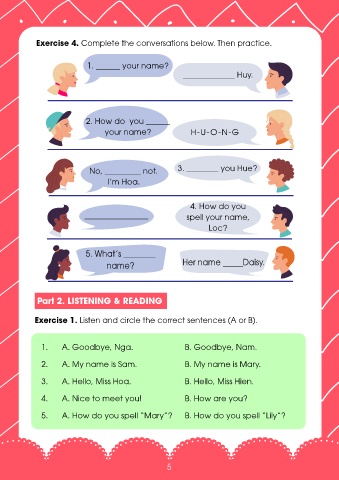 Exercise 4. Complete the conversations below. Then practice.
1. ______ your name?
____________ Huy.
2. How do you ______
your name?
H-U-O-N-G
No, _________ not.
I'm Hoa.
3. ________ you Hue?
_______________
4. How do you
spell your name,
Loc?
5. What's ________
name?
Her name _____Daisy.
Part 2. LISTENING & READING
Exercise 1. Listen and circle the correct sentences (A or B).
1. A. Goodbye, Nga. B. Goodbye, Nam.
2. A. My name is Sam. B. My name is Mary.
3. A. Hello, Miss Hoa. B. Hello, Miss Hien.
4. A. Nice to meet you! B. How are you?
5. A. How do you spell "Mary"? B. How do you spell "Lily"?
5